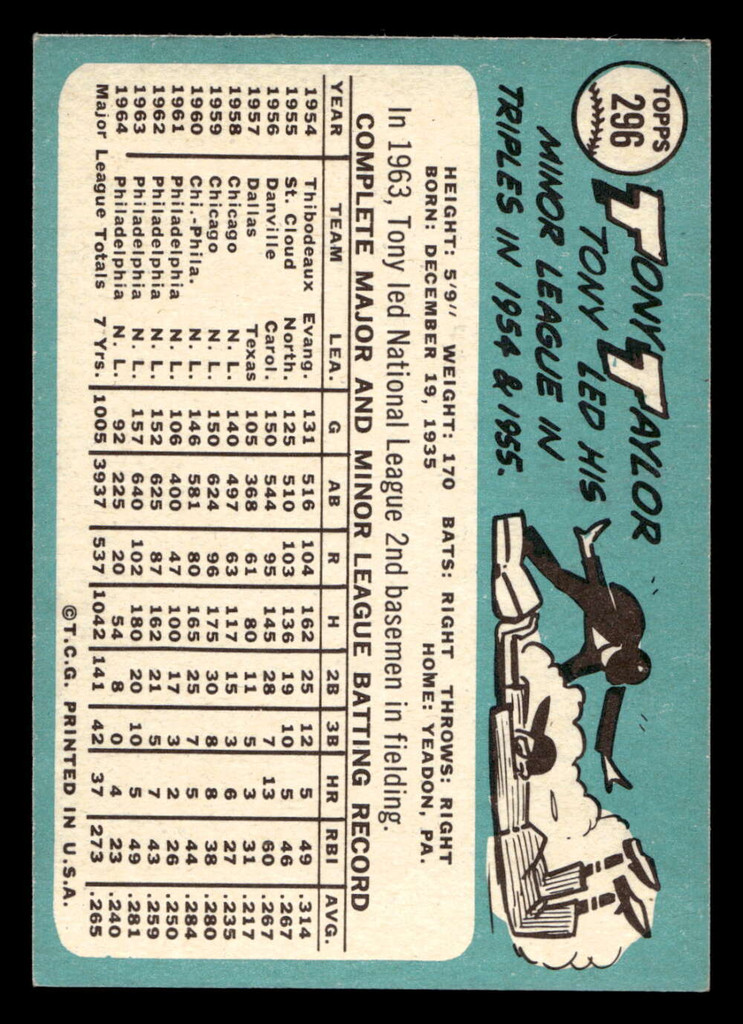 TOPPS
296
TONY TAYLOR
TONY LED HIS
MINOR LEAGUE IN
TRIPLES IN 1954 & 1955.
HEIGHT: 5'9" WEIGHT: 170 BATS: RIGHT THROWS: RIGHT
BORN: DECEMBER 19, 1935 HOME: YEADON, PA.
In 1963, Tony led National League 2nd basemen in fielding.
COMPLETE MAJOR AND MINOR LEAGUE BATTING RECORD
YEAR TEAM LEA. G AB R H 2B 3B HR RBI AVG.
1954 Thibodeaux Evang. 131 516 104 162 25 12 5 49 .314
1955 St. Cloud North. 125 510 103 136 19 10 5 46 .267
1956 Danville Carol. 150 544 95 145 28 7 13 60 .267
1957 Dallas Texas 105 368 61 80 11 5 3 31 .217
1958 Chicago N. L. 140 497 63 117 15 3 6 27 .235
1959 Chicago N. L. 150 624 96 175 30 8 8 38 .280
1960 Chi.-Phila. N. L. 146 581 80 165 25 7 5 44 .284
1961 Philadelphia N. L. 106 400 47 100 17 3 2 26 .250
1962 Philadelphia N. L. 152 625 87 162 21 5 7 43 .259
1963 Philadelphia N. L. 157 640 102 180 20 10 5 49 .281
1964 Philadelphia N. L. 92 225 20 54 8 0 4 23 .240
Major League Totals 7 Yrs. 1005 3937 537 1042 141 42 37 273 .265
©T.C.G. PRINTED IN U.S.A.